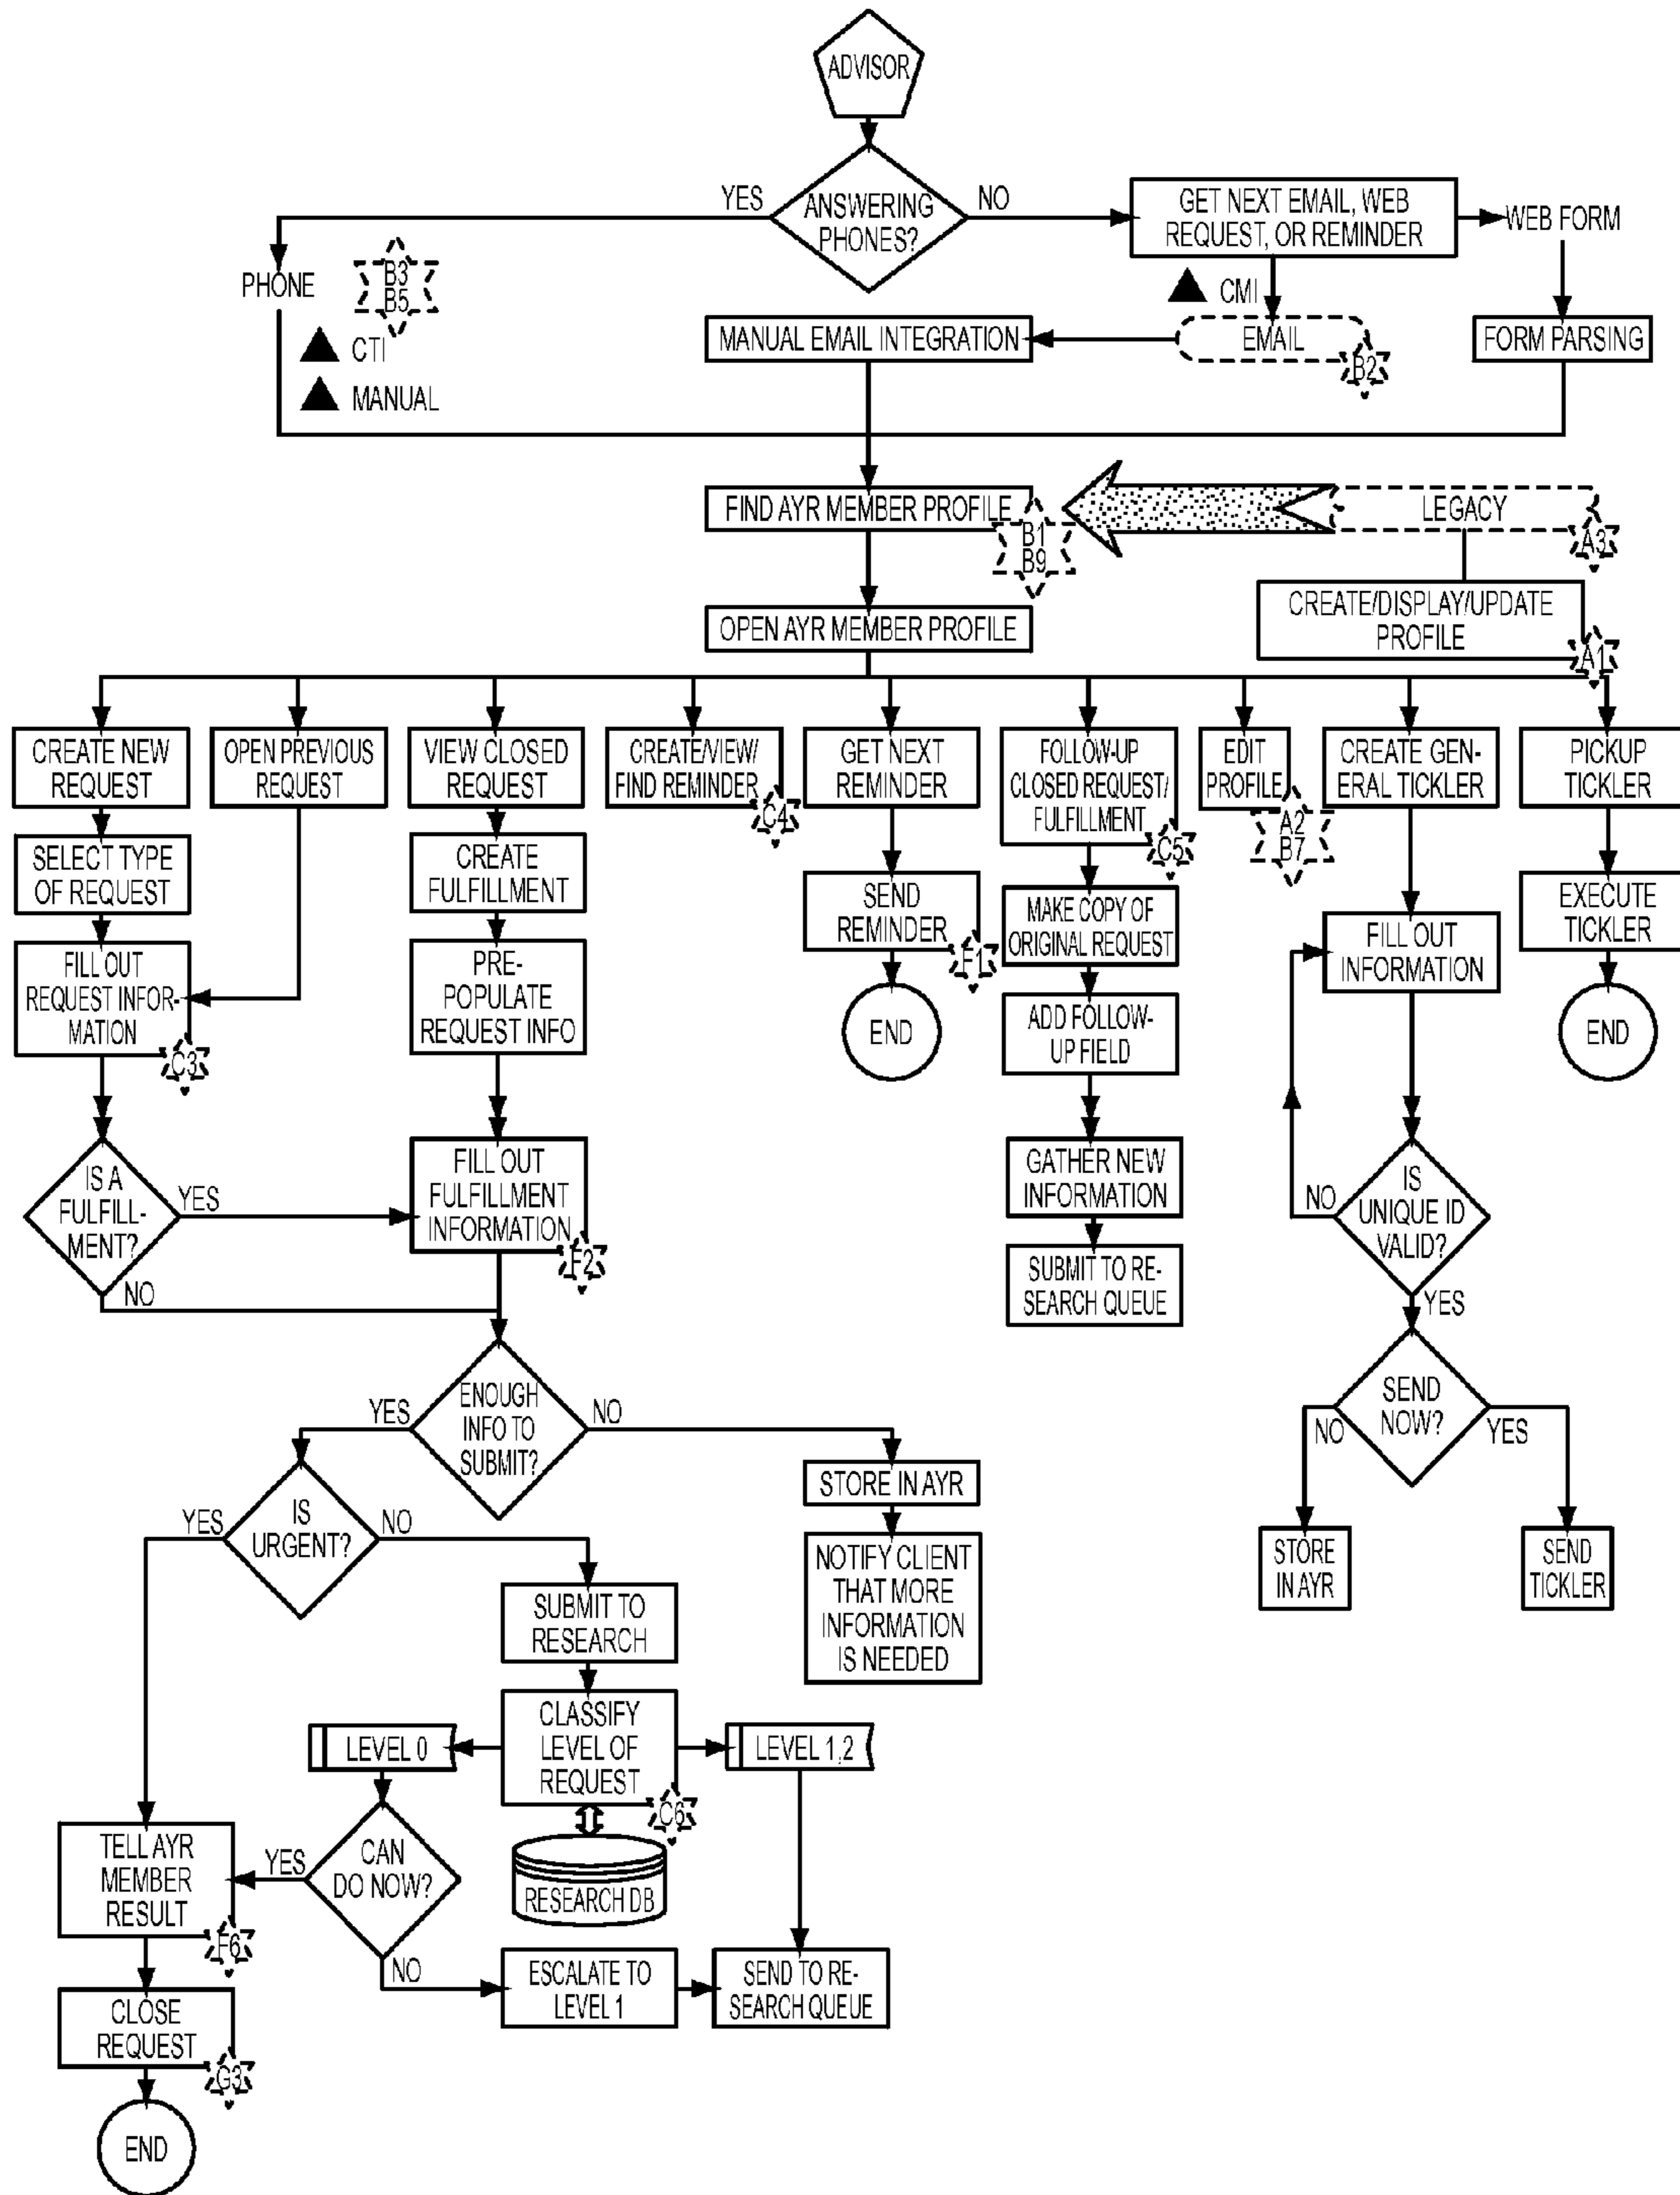 ADVISOR
YES
ANSWERING
PHONES?
NO
GET NEXT EMAIL, WEB
REQUEST, OR REMINDER
WEB FORM
PHONE
B3
B5
CTI
MANUAL
CMI
MANUAL EMAIL INTEGRATION
EMAIL
B2
FORM PARSING
FIND AYR MEMBER PROFILE
B1
B9
LEGACY
A3
OPEN AYR MEMBER PROFILE
CREATE/DISPLAY/UPDATE
PROFILE
A1
CREATE NEW
REQUEST
OPEN PREVIOUS
REQUEST
VIEW CLOSED
REQUEST
CREATE/VIEW/
FIND REMINDER
C4
GET NEXT
REMINDER
FOLLOW-UP
CLOSED REQUEST/
FULFILLMENT
C5
EDIT
PROFILE
A2
B7
CREATE GEN-
ERAL TICKLER
PICKUP
TICKLER
SELECT TYPE
OF REQUEST
CREATE
FULFILLMENT
SEND
REMINDER
F1
MAKE COPY OF
ORIGINAL REQUEST
FILL OUT
INFORMATION
EXECUTE
TICKLER
FILL OUT
REQUEST INFOR-
MATION
C3
PRE-
POPULATE
REQUEST INFO
END
ADD FOLLOW-
UP FIELD
END
IS A
FULFILL-
MENT?
YES
NO
FILL OUT
FULFILLMENT
INFORMATION
F2
GATHER NEW
INFORMATION
SUBMIT TO RE-
SEARCH QUEUE
NO
IS
UNIQUE ID
VALID?
YES
YES
ENOUGH
INFO TO
SUBMIT?
NO
NO
SEND
NOW?
YES
STORE IN AYR
NOTIFY CLIENT
THAT MORE
INFORMATION
IS NEEDED
STORE
IN AYR
SEND
TICKLER
YES
IS
URGENT?
NO
SUBMIT TO
RESEARCH
LEVEL 0
CLASSIFY
LEVEL OF
REQUEST
C6
LEVEL 1,2
TELL AYR
MEMBER
RESULT
F6
YES
CAN
DO NOW?
NO
RESEARCH DB
ESCALATE TO
LEVEL 1
SEND TO RE-
SEARCH QUEUE
CLOSE
REQUEST
G3
END